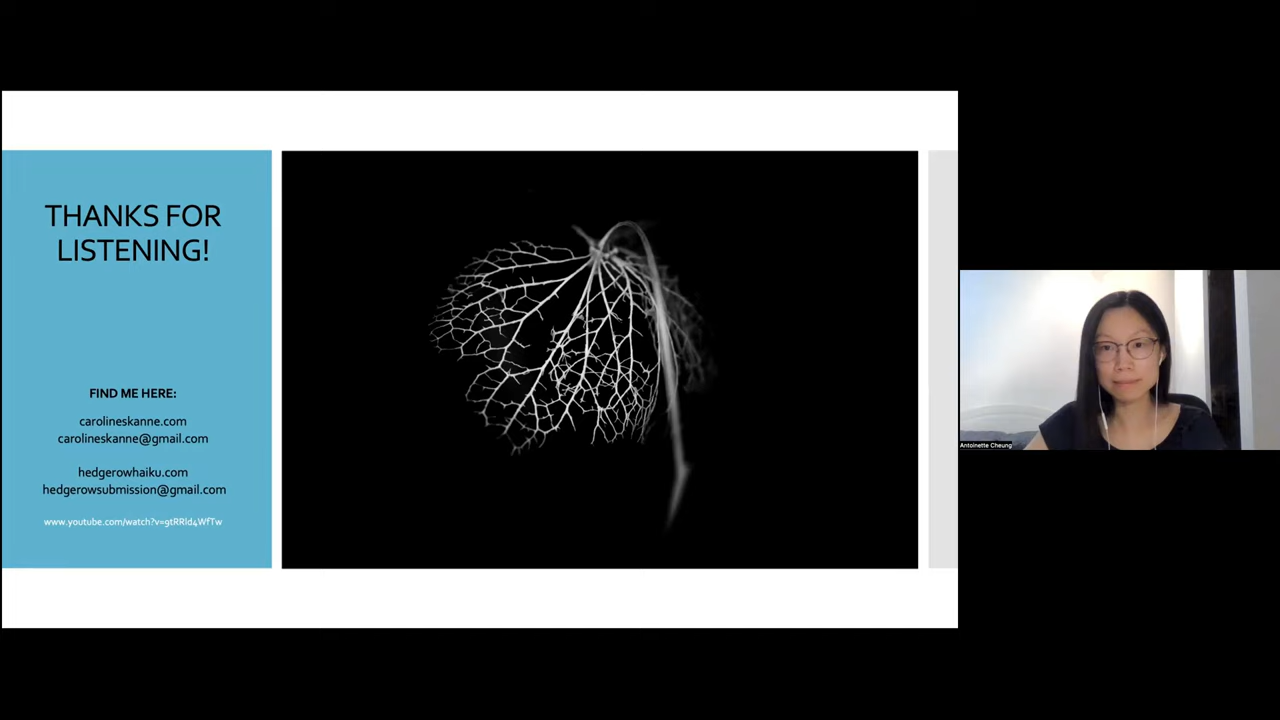 THANKS FOR
LISTENING!
FIND ME HERE:
carolineskanne.com
carolineskanne@gmail.com
hedgerowhaiku.com
hedgerowsubmission@gmail.com
www.youtube.com/watch?v=9tRRld4WfTw
Antoinette Cheung